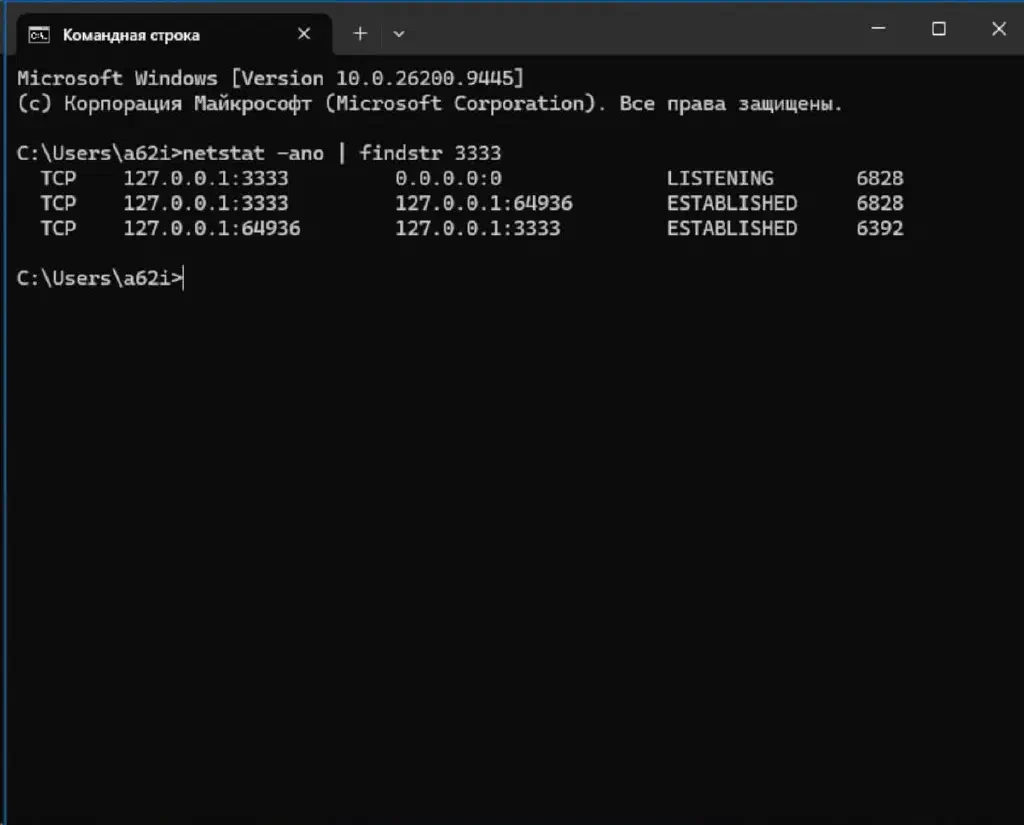 Командная строка
Microsoft Windows [Version 10.0.26200.9445]
(c) Корпорация Майкрософт (Microsoft Corporation). Все права защищены.
C:\Users\a62i>netstat -ano | findstr 3333
TCP 127.0.0.1:3333 0.0.0.0:0 LISTENING 6828
TCP 127.0.0.1:3333 127.0.0.1:64936 ESTABLISHED 6828
TCP 127.0.0.1:64936 127.0.0.1:3333 ESTABLISHED 6392
C:\Users\a62i>